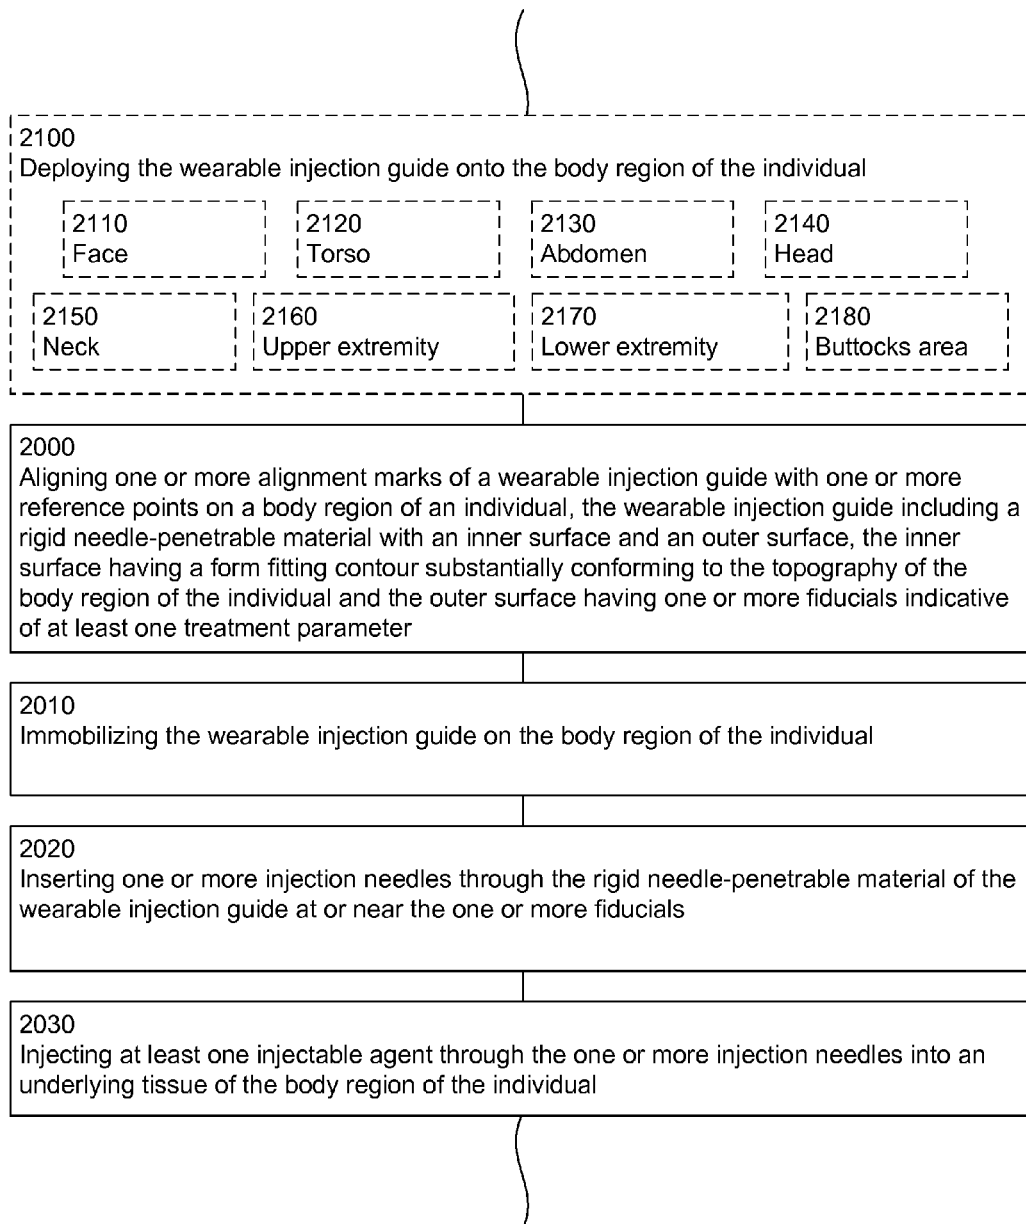 2100
Deploying the wearable injection guide onto the body region of the individual
2110
Face
2120
Torso
2130
Abdomen
2140
Head
2150
Neck
2160
Upper extremity
2170
Lower extremity
2180
Buttocks area
2000
Aligning one or more alignment marks of a wearable injection guide with one or more
reference points on a body region of an individual, the wearable injection guide including a
rigid needle-penetrable material with an inner surface and an outer surface, the inner
surface having a form fitting contour substantially conforming to the topography of the
body region of the individual and the outer surface having one or more fiducials indicative
of at least one treatment parameter
2010
Immobilizing the wearable injection guide on the body region of the individual
2020
Inserting one or more injection needles through the rigid needle-penetrable material of the
wearable injection guide at or near the one or more fiducials
2030
Injecting at least one injectable agent through the one or more injection needles into an
underlying tissue of the body region of the individual